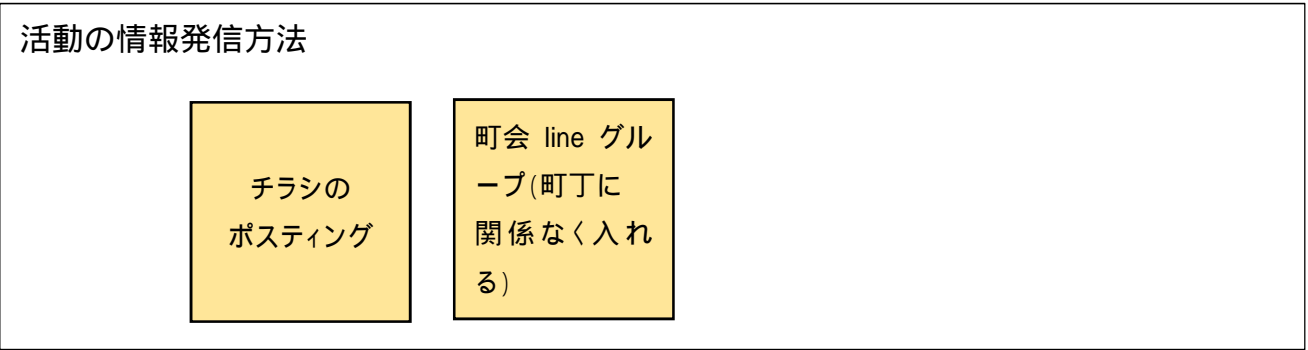 活動の情報発信方法
チラシの
ポスティング
町会 line グル
ープ(町丁に
関係なく入れ
る)